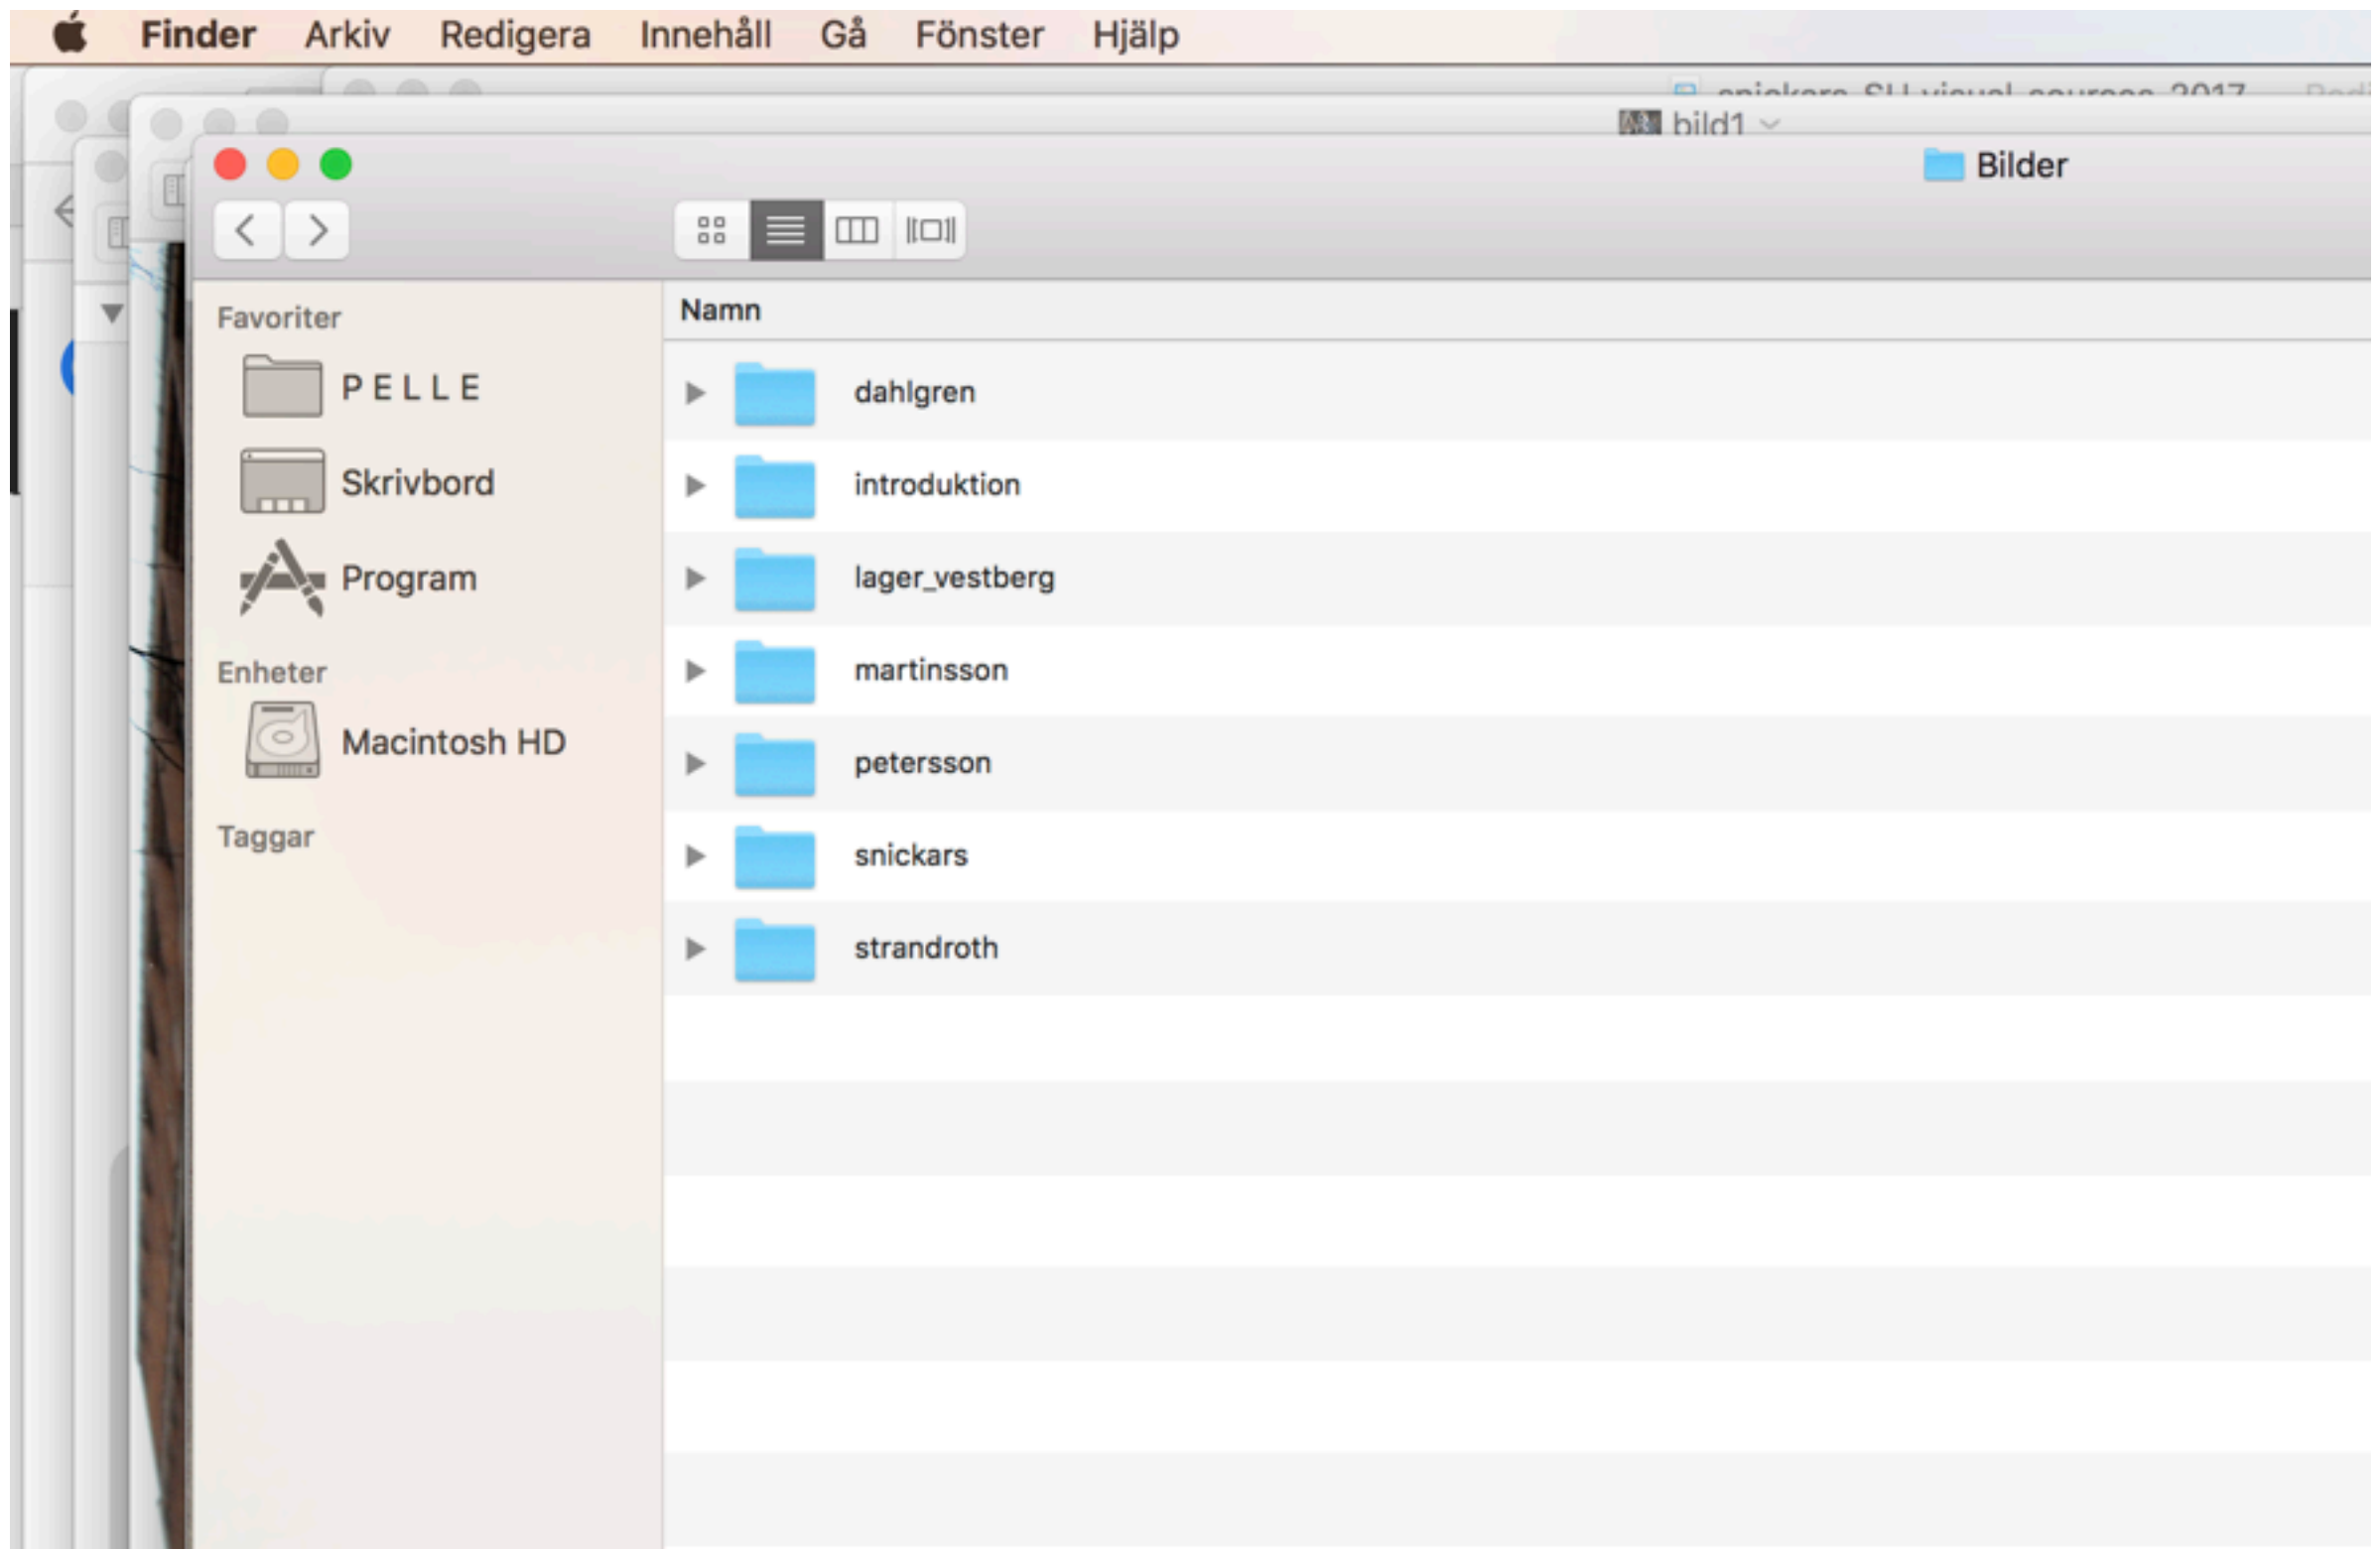 Finder Arkiv Redigera Innehåll Gå Fönster Hjälp
snickars_SU_visual_sources_2017
bild1
Bilder
Favoriter
P E L L E
Skrivbord
Program
Enheter
Macintosh HD
Taggar
Namn
dahlgren
introduktion
lager_vestberg
martinsson
petersson
snickars
strandroth